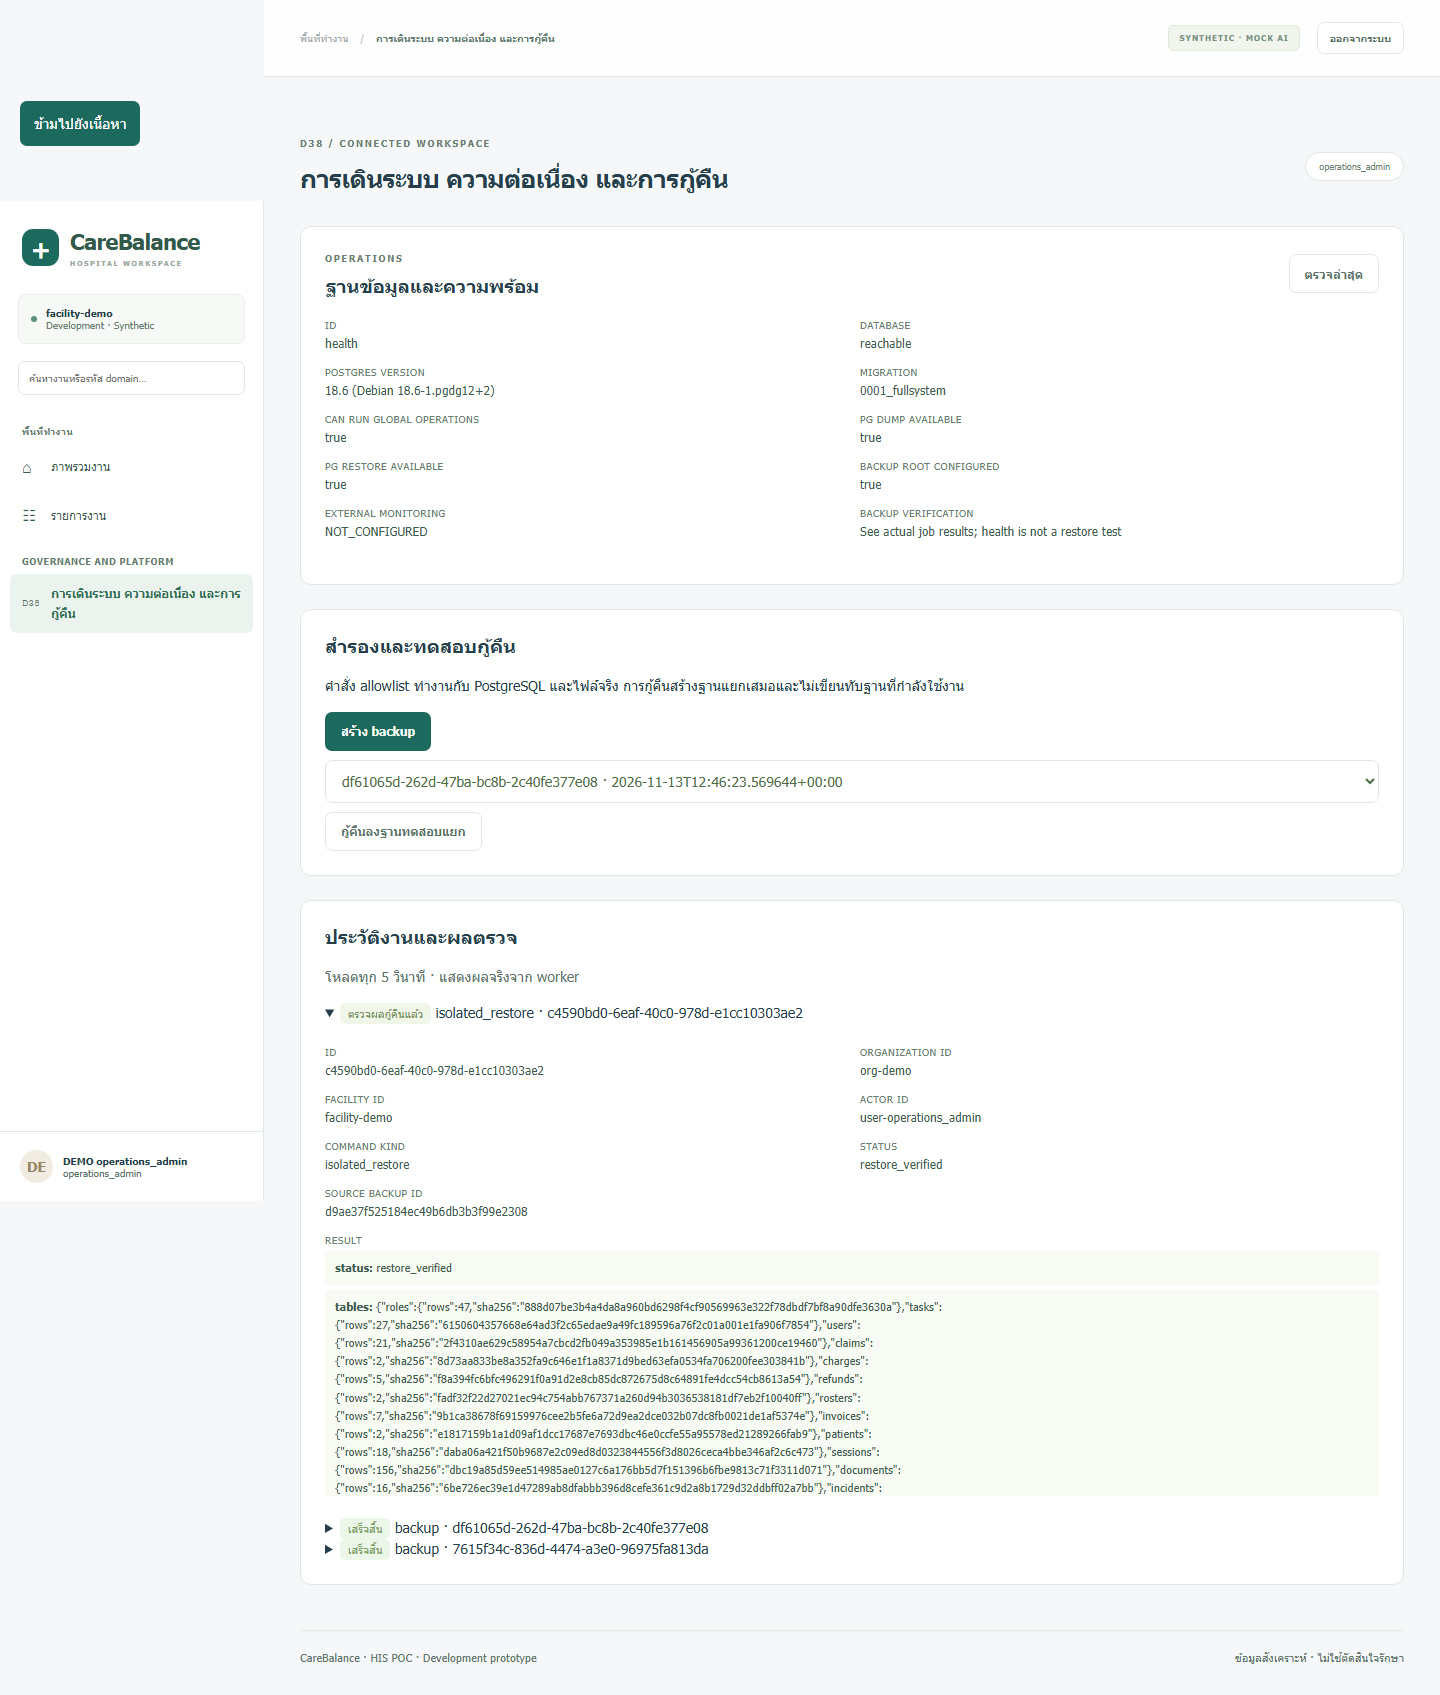 พื้นที่ทำงาน / การเดินระบบ ความต่อเนื่อง และการกู้คืน
SYNTHETIC · MOCK AI
ออกจากระบบ
ข้ามไปยังเนื้อหา
CareBalance
HOSPITAL WORKSPACE
facility-demo
Development · Synthetic
ค้นหางานหรือรหัส domain...
พื้นที่ทำงาน
ภาพรวมงาน
รายการงาน
GOVERNANCE AND PLATFORM
D38 การเดินระบบ ความต่อเนื่อง และการ
กู้คืน
DE
DEMO operations_admin
operations_admin
D38 / CONNECTED WORKSPACE
การเดินระบบ ความต่อเนื่อง และการกู้คืน
operations_admin
OPERATIONS
ฐานข้อมูลและความพร้อม
ตรวจล่าสุด
ID
health
DATABASE
reachable
POSTGRES VERSION
18.6 (Debian 18.6-1.pgdg12+2)
MIGRATION
0001_fullsystem
CAN RUN GLOBAL OPERATIONS
true
PG DUMP AVAILABLE
true
PG RESTORE AVAILABLE
true
BACKUP ROOT CONFIGURED
true
EXTERNAL MONITORING
NOT_CONFIGURED
BACKUP VERIFICATION
See actual job results; health is not a restore test
สำรองและทดสอบกู้คืน
คำสั่ง allowlist ทำงานกับ PostgreSQL และไฟล์จริง การกู้คืนสร้างฐานแยกเสมอและไม่เขียนทับฐานที่กำลังใช้งาน
สร้าง backup
df61065d-262d-47ba-bc8b-2c40fe377e08 · 2026-11-13T12:46:23.569644+00:00
กู้คืนลงฐานทดสอบแยก
ประวัติงานและผลตรวจ
โหลดทุก 5 วินาที · แสดงผลจริงจาก worker
▼ ตรวจผลกู้คืนแล้ว isolated_restore · c4590bd0-6eaf-40c0-978d-e1cc10303ae2
ID
c4590bd0-6eaf-40c0-978d-e1cc10303ae2
ORGANIZATION ID
org-demo
FACILITY ID
facility-demo
ACTOR ID
user-operations_admin
COMMAND KIND
isolated_restore
STATUS
restore_verified
SOURCE BACKUP ID
d9ae37f525184ec49b6db3b3f99e2308
RESULT
status: restore_verified
tables: {"roles":{"rows":47,"sha256":"888d07be3b4a4da8a960bd6298f4cf90569963e322f78dbdf7bf8a90dfe3630a"},"tasks":
{"rows":27,"sha256":"6150604357668e64ad3f2c65edae9a49fc189596a76f2c01a001e1fa906f7854"},"users":
{"rows":21,"sha256":"2f4310ae629c58954a7cbcd2fb049a353985e1b161456905a99361200ce19460"},"claims":
{"rows":2,"sha256":"8d73aa833be8a352fa9c646e1f1a8371d9bed63efa0534fa706200fee303841b"},"charges":
{"rows":5,"sha256":"f8a394fc6bfc496291f0a91d2e8cb85dc872675d8c64891fe4dcc54cb8613a54"},"refunds":
{"rows":2,"sha256":"fadf32f22d27021ec94c754abb767371a260d94b3036538181df7eb2f10040ff"},"rosters":
{"rows":7,"sha256":"9b1ca38678f69159976cee2b5fe6a72d9ea2dce032b07dc8fb0021de1af5374e"},"invoices":
{"rows":2,"sha256":"e1817159b1a1d09af1dcc17687e7693dbc46e0ccfe55a95578ed21289266fab9"},"patients":
{"rows":18,"sha256":"daba06a421f50b9687e2c09ed8d0323844556f3d8026ceca4bbe346af2c6c473"},"sessions":
{"rows":156,"sha256":"dbc19a85d59ee514985ae0127c6a176bb5d7f151396b6fbe9813c71f3311d071"},"documents":
{"rows":16,"sha256":"6be726ec39e1d47289ab8dfabbb396d8cefe361c9d2a8b1729d32ddbff02a7bb"},"incidents":
▶ เสร็จสิ้น backup · df61065d-262d-47ba-bc8b-2c40fe377e08
▶ เสร็จสิ้น backup · 7615f34c-836d-4474-a3e0-96975fa813da
CareBalance · HIS POC · Development prototype
ข้อมูลสังเคราะห์ · ไม่ใช้ตัดสินใจรักษา